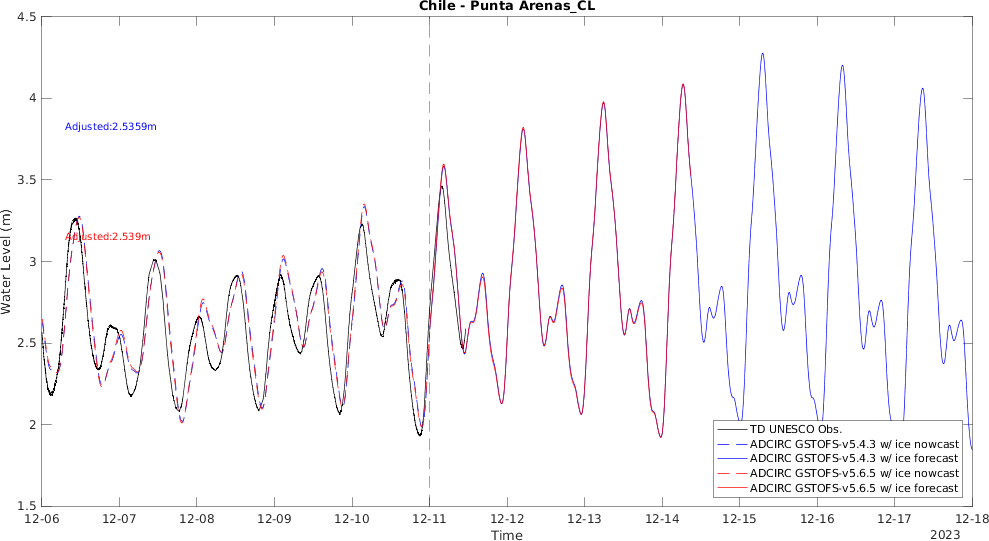 Chile - Punta Arenas_CL
4.5
4
3.5
3
2.5
2
1.5
Water Level (m)
Adjusted:2.5359m
Adjusted:2.539m
TD UNESCO Obs.
ADCIRC GSTOFS-v5.4.3 w/ ice nowcast
ADCIRC GSTOFS-v5.4.3 w/ ice forecast
ADCIRC GSTOFS-v5.6.5 w/ ice nowcast
ADCIRC GSTOFS-v5.6.5 w/ ice forecast
12-06 12-07 12-08 12-09 12-10 12-11 12-12 12-13 12-14 12-15 12-16 12-17 12-18
Time
2023